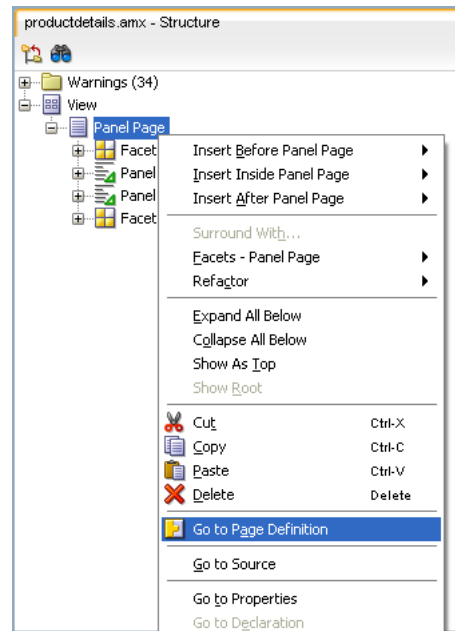 productdetails.amx - Structure
Warnings (34)
View
Panel Page
Facet
Panel
Panel
Facet
Insert Before Panel Page
Insert Inside Panel Page
Insert After Panel Page
Surround With...
Facets - Panel Page
Refactor
Expand All Below
Collapse All Below
Show As Top
Show Root
Cut Ctrl-X
Copy Ctrl-C
Paste Ctrl-V
Delete Delete
Go to Page Definition
Go to Source
Go to Properties
Go to Declaration